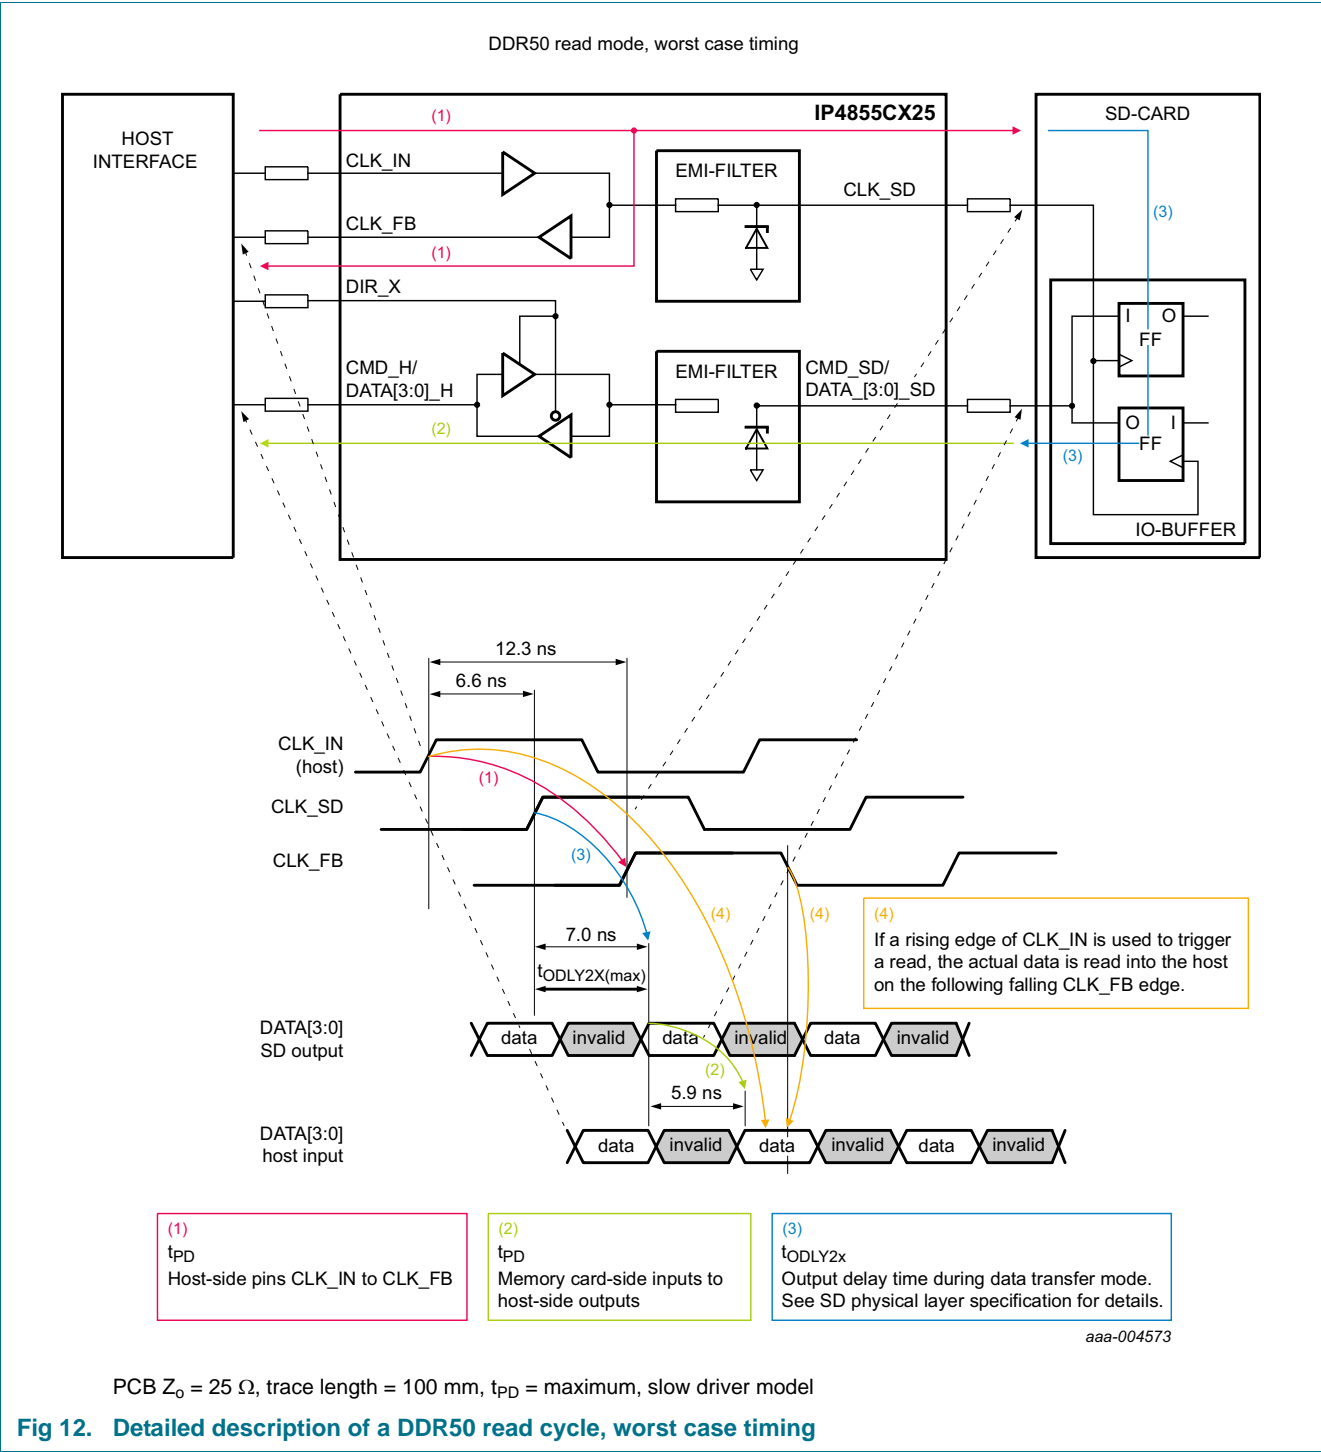 DDR50 read mode, worst case timing
HOST
INTERFACE
IP4855CX25
SD-CARD
(1)
CLK_IN
EMI-FILTER
CLK_SD
CLK_FB
(1)
(3)
DIR_X
I
O
FF
CMD_H/
DATA[3:0]_H
EMI-FILTER
CMD_SD/
DATA_[3:0]_SD
(2)
O
I
FF
(3)
IO-BUFFER
12.3 ns
6.6 ns
CLK_IN
(host)
(1)
CLK_SD
CLK_FB
(3)
(4)
(4)
(4)
If a rising edge of CLK_IN is used to trigger
a read, the actual data is read into the host
on the following falling CLK_FB edge.
7.0 ns
tODLY2X(max)
DATA[3:0]
SD output
data
invalid
data
invalid
data
invalid
(2)
5.9 ns
DATA[3:0]
host input
data
invalid
data
invalid
data
invalid
(1)
tPD
Host-side pins CLK_IN to CLK_FB
(2)
tPD
Memory card-side inputs to
host-side outputs
(3)
tODLY2x
Output delay time during data transfer mode.
See SD physical layer specification for details.
aaa-004573
PCB Zo = 25 Ω, trace length = 100 mm, tPD = maximum, slow driver model
Fig 12. Detailed description of a DDR50 read cycle, worst case timing